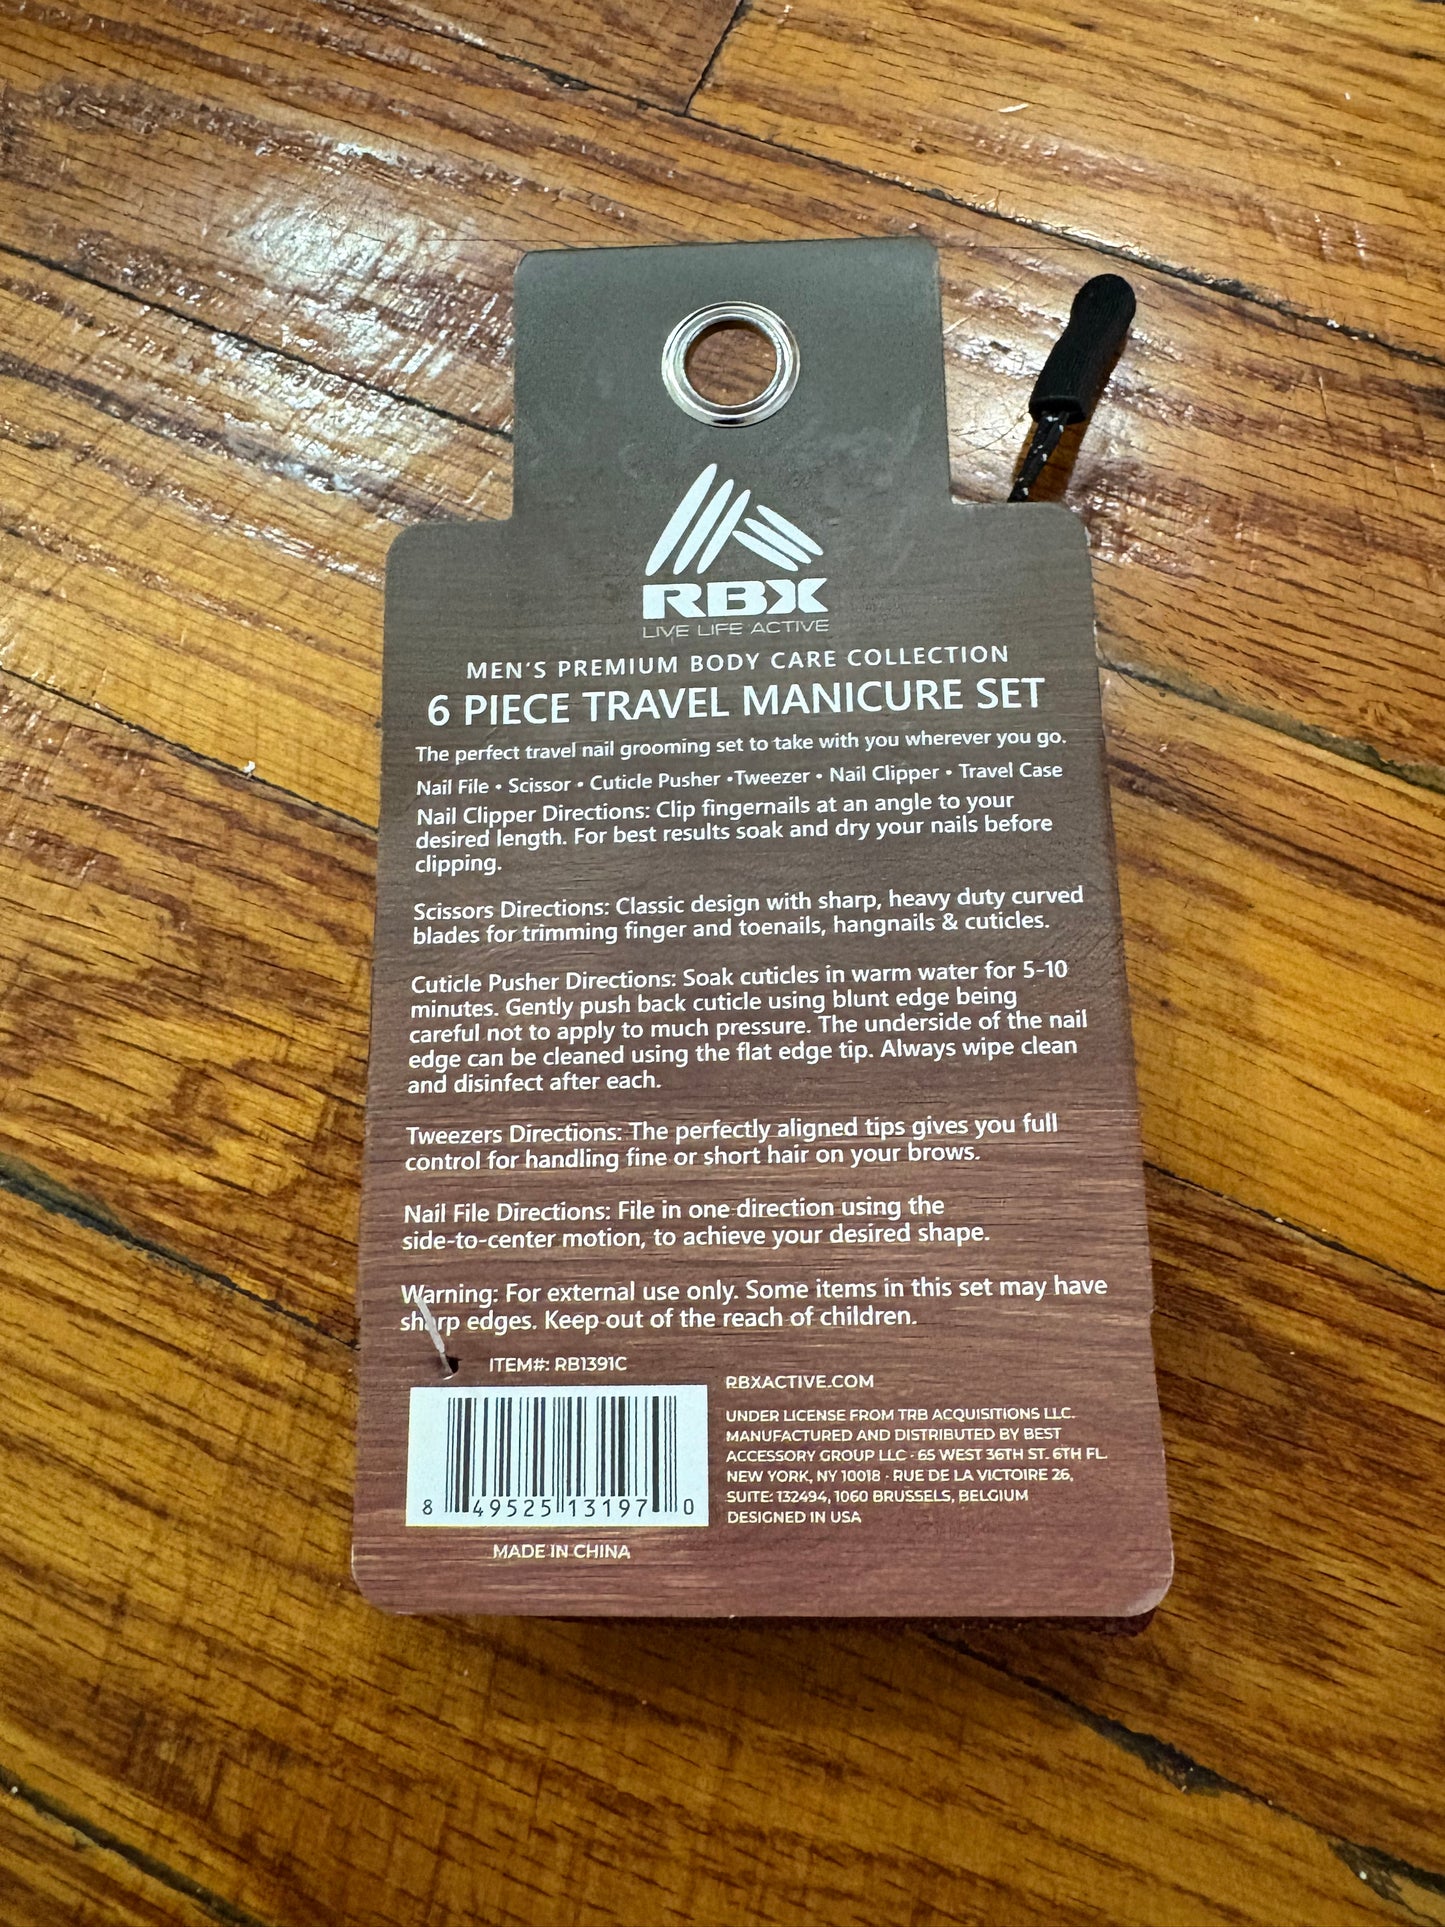 RBX
LIVE LIFE ACTIVE
MEN'S PREMIUM BODY CARE COLLECTION
6 PIECE TRAVEL MANICURE SET
The perfect travel nail grooming set to take with you wherever you go.
Nail File • Scissor • Cuticle Pusher •Tweezer • Nail Clipper • Travel Case
Nail Clipper Directions: Clip fingernails at an angle to your
desired length. For best results soak and dry your nails before
clipping.
Scissors Directions: Classic design with sharp, heavy duty curved
blades for trimming finger and toenails, hangnails & cuticles.
Cuticle Pusher Directions: Soak cuticles in warm water for 5-10
minutes. Gently push back cuticle using blunt edge being
careful not to apply to much pressure. The underside of the nail
edge can be cleaned using the flat edge tip. Always wipe clean
and disinfect after each.
Tweezers Directions: The perfectly aligned tips gives you full
control for handling fine or short hair on your brows.
Nail File Directions: File in one direction using the
side-to-center motion, to achieve your desired shape.
Warning: For external use only. Some items in this set may have
sharp edges. Keep out of the reach of children.
ITEM#: RB1391C
8 49525 13197 0
MADE IN CHINA
RBXACTIVE.COM
UNDER LICENSE FROM TRB ACQUISITIONS LLC.
MANUFACTURED AND DISTRIBUTED BY BEST
ACCESSORY GROUP LLC · 65 WEST 36TH ST. 6TH FL.
NEW YORK, NY 10018 · RUE DE LA VICTOIRE 26,
SUITE: 132494, 1060 BRUSSELS, BELGIUM
DESIGNED IN USA